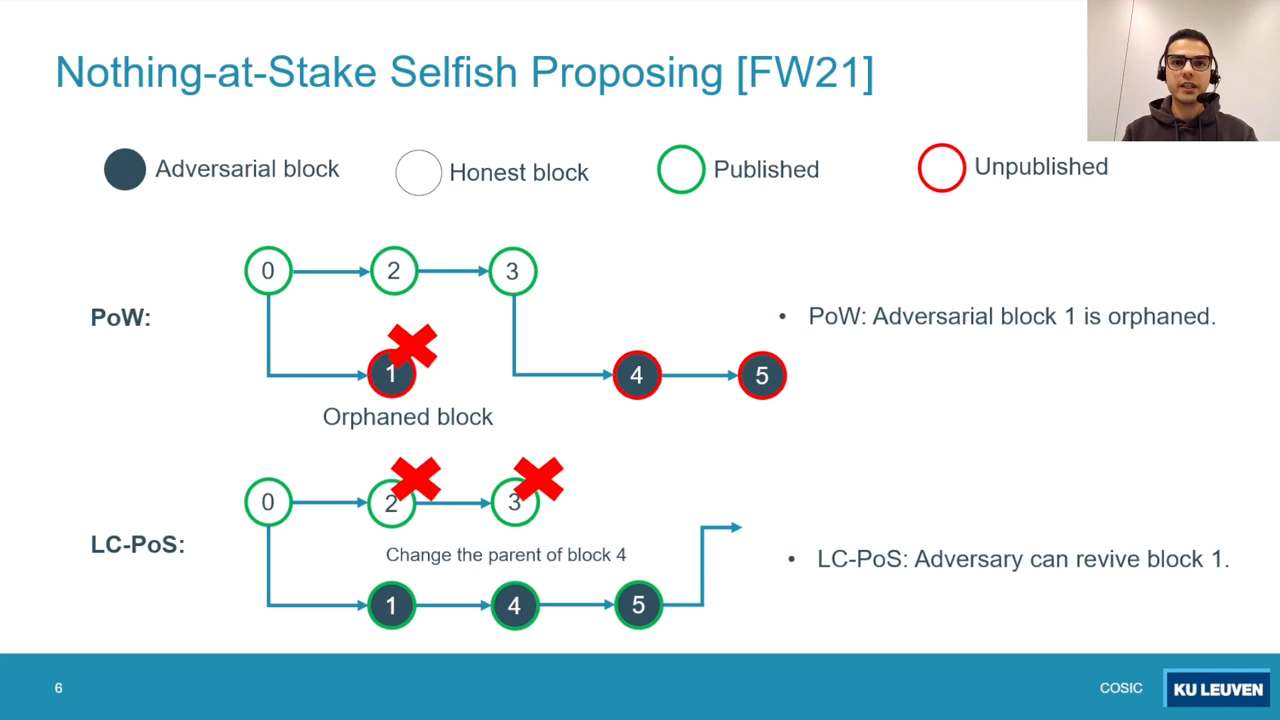 Nothing-at-Stake Selfish Proposing [FW21]
Adversarial block
Honest block
Published
Unpublished
PoW:
0
2
3
1
4
5
Orphaned block
• PoW: Adversarial block 1 is orphaned.
LC-PoS:
0
2
3
Change the parent of block 4
1
4
5
• LC-PoS: Adversary can revive block 1.
6
COSIC
KU LEUVEN